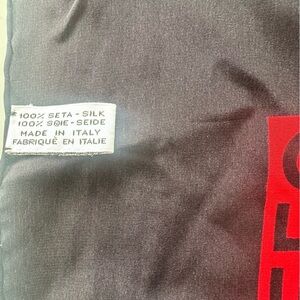 100% SETA - SILK
100% SOIE - SEIDE
MADE IN ITALY
FABRIQUÉ EN ITALIE